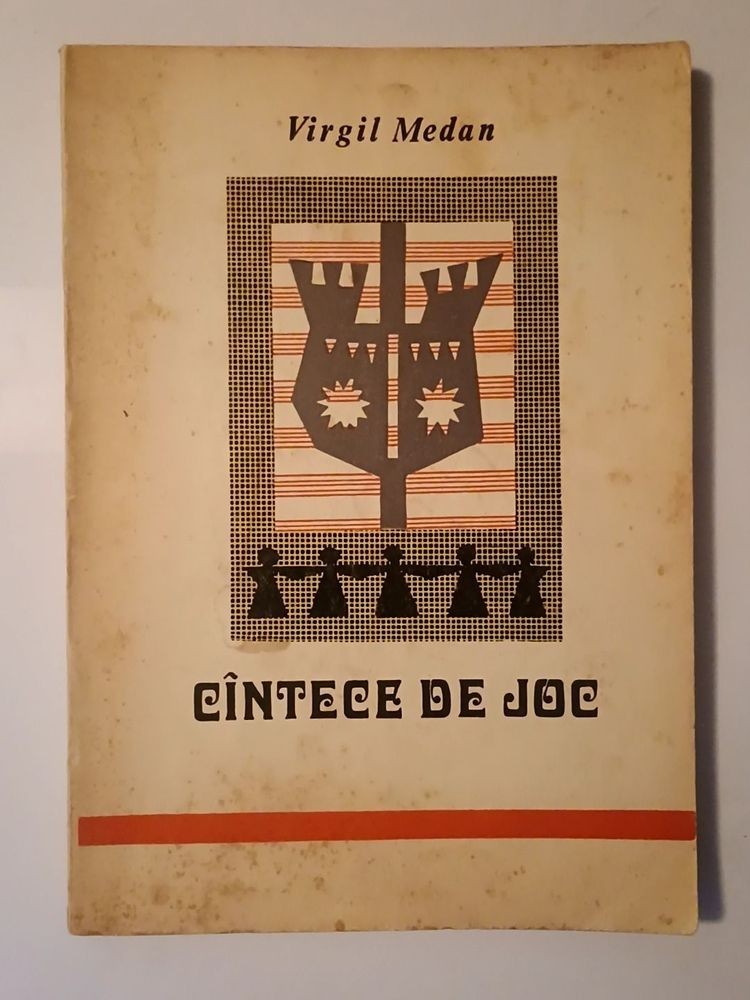 Virgil Medan
CÎNTECE DE JOC